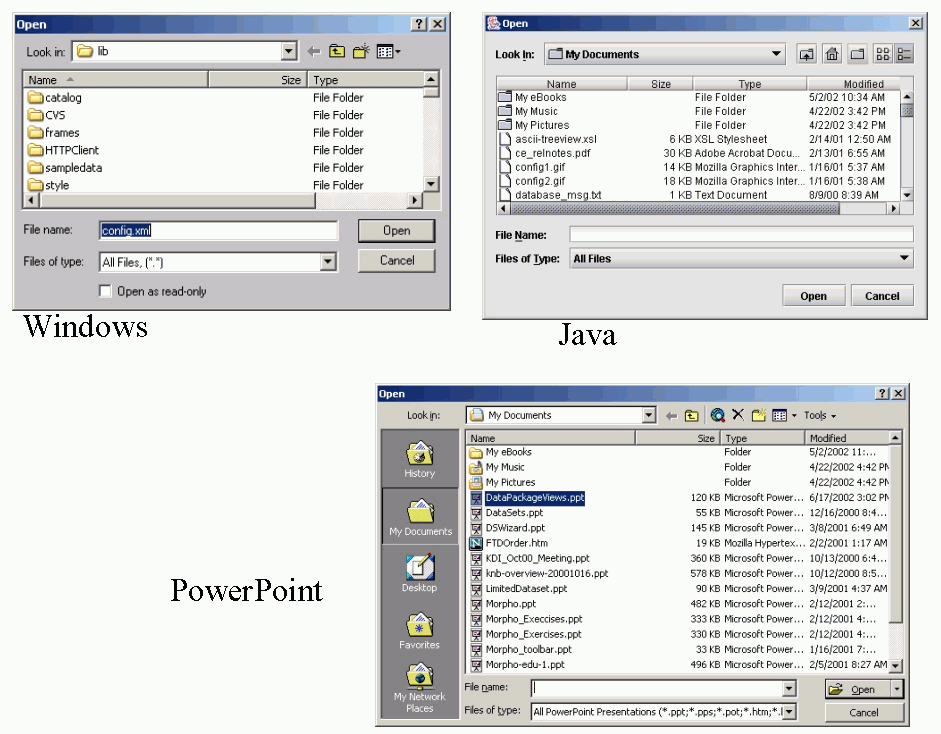 Open
Look in: lib
Name Size Type
catalog File Folder
CVS File Folder
frames File Folder
HTTPClient File Folder
sampledata File Folder
style File Folder
File name: config.xml Open
Files of type: All Files, (*.*) Cancel
Open as read-only
Windows
Open
Look In: My Documents
Name Size Type Modified
My eBooks File Folder 5/2/02 10:34 AM
My Music File Folder 4/22/02 3:42 PM
My Pictures File Folder 4/22/02 3:42 PM
ascii-treeview.xsl 6 KB XSL Stylesheet 2/14/01 12:50 AM
ce_relnotes.pdf 30 KB Adobe Acrobat Docu... 2/13/01 6:55 AM
config1.gif 14 KB Mozilla Graphics Inter... 1/16/01 5:37 AM
config2.gif 18 KB Mozilla Graphics Inter... 1/16/01 5:38 AM
database_msg.txt 1 KB Text Document 8/9/00 8:39 AM
File Name:
Files of Type: All Files
Open Cancel
Java
Open
Look in: My Documents Tools
Name Size Type Modified
My eBooks Folder 5/2/2002 11:...
My Music Folder 4/22/2002 4:42 PM
My Pictures Folder 4/22/2002 4:42 PM
DataPackageViews.ppt 120 KB Microsoft Power... 6/17/2002 3:02 PM
DataSets.ppt 55 KB Microsoft Power... 12/16/2000 8:4...
DSWizard.ppt 145 KB Microsoft Power... 3/8/2001 6:49 AM
FTDOrder.htm 19 KB Mozilla Hypertex... 2/2/2001 1:17 AM
KDI_Oct00_Meeting.ppt 360 KB Microsoft Power... 10/13/2000 6:4...
knb-overview-20001016.ppt 578 KB Microsoft Power... 10/12/2000 8:5...
LimitedDataset.ppt 90 KB Microsoft Power... 3/9/2001 4:37 AM
Morpho.ppt 482 KB Microsoft Power... 2/12/2001 2:...
Morpho_Execcises.ppt 333 KB Microsoft Power... 2/12/2001 4:...
Morpho_Exercises.ppt 330 KB Microsoft Power... 2/12/2001 4:...
Morpho_toolbar.ppt 33 KB Microsoft Power... 1/16/2001 7:...
Morpho-edu-1.ppt 496 KB Microsoft Power... 2/5/2001 8:27 AM
History
My Documents
Desktop
Favorites
My Network
Places
File name: Open
Files of type: All PowerPoint Presentations (*.ppt;*.pps;*.pot;*.htm;*.l Cancel
PowerPoint